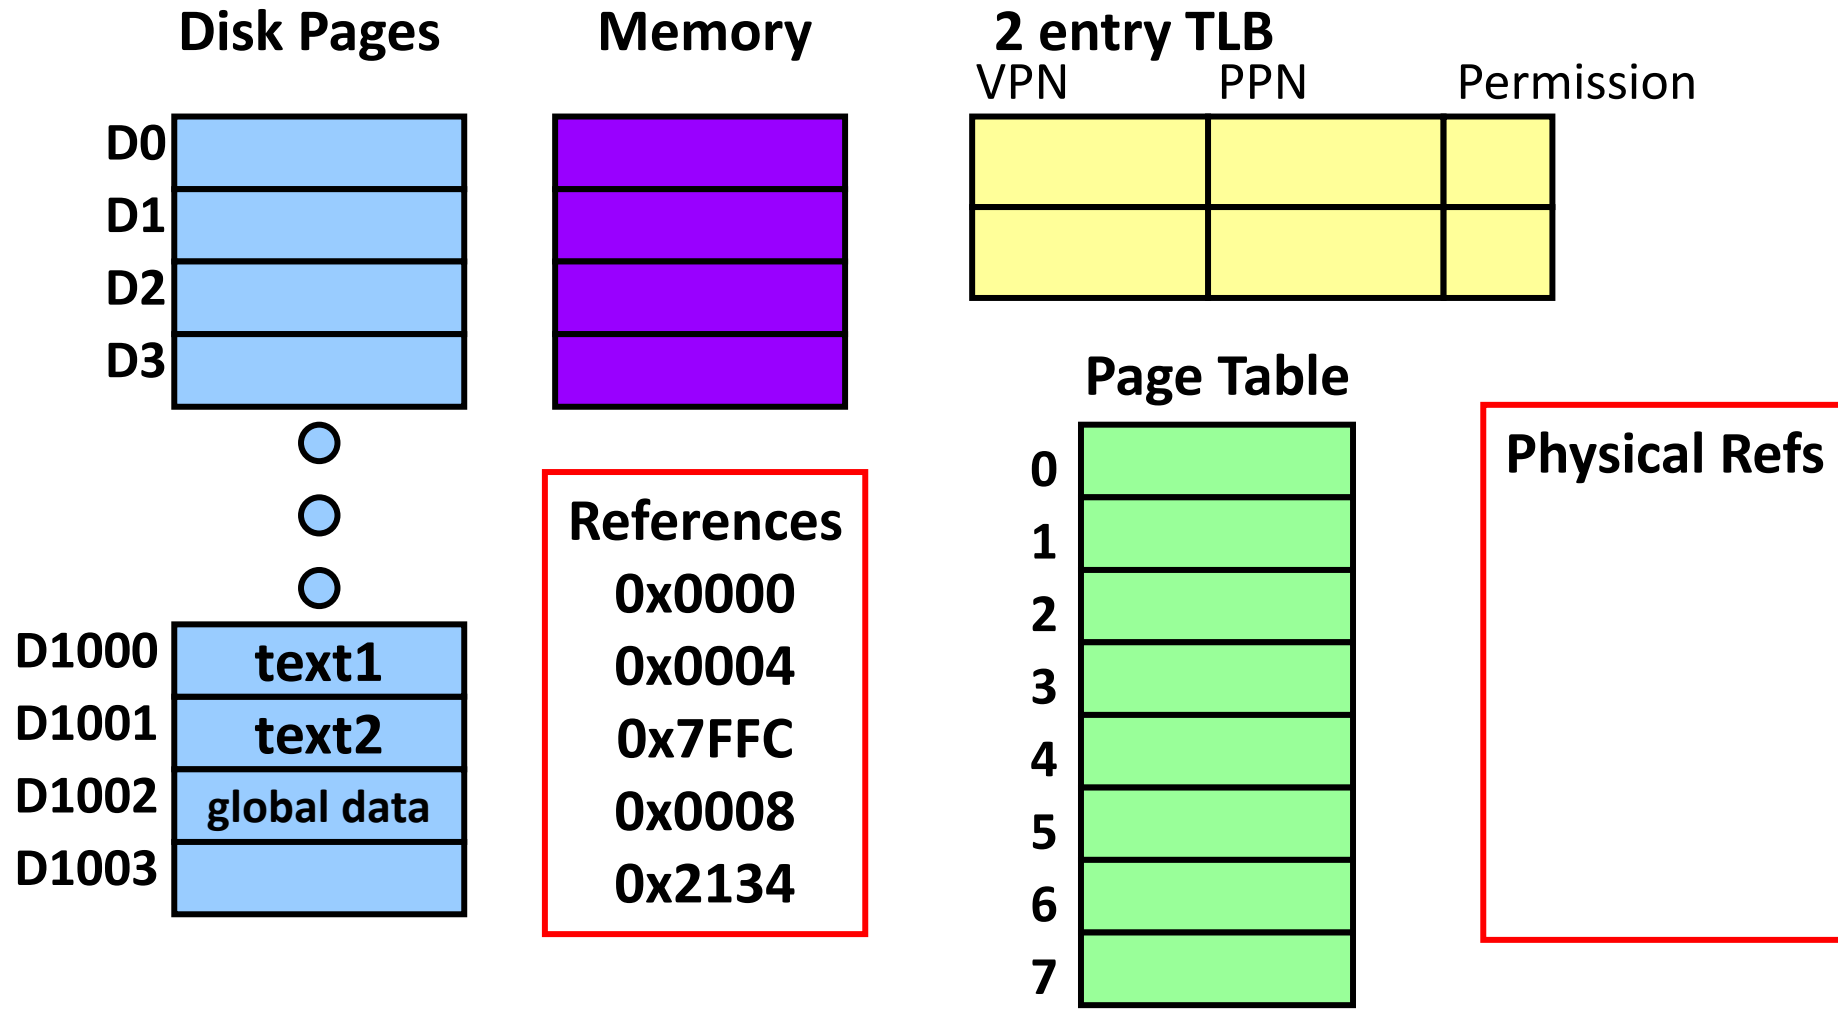 Disk Pages
Memory
2 entry TLB
VPN
PPN
Permission
D0
D1
D2
D3
D1000
text1
D1001
text2
D1002
global data
D1003
References
0x0000
0x0004
0x7FFC
0x0008
0x2134
Page Table
0
1
2
3
4
5
6
7
Physical Refs